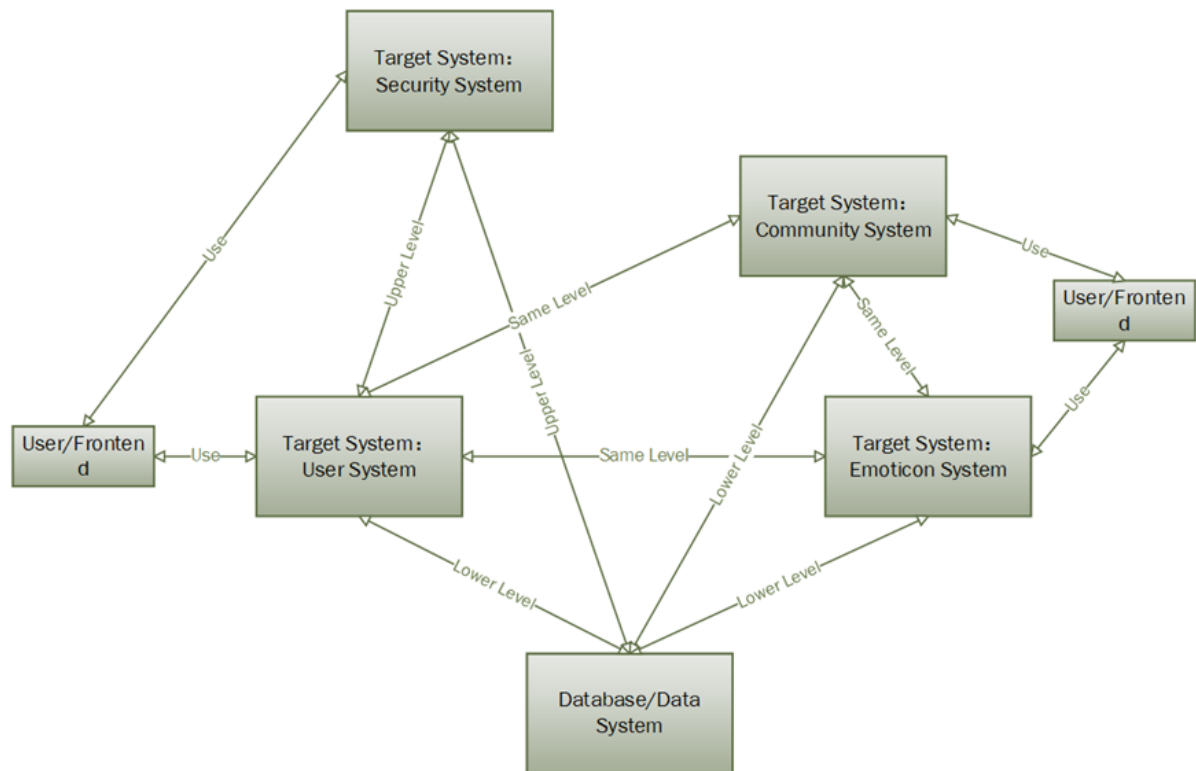 Target System：
Security System
Target System：
Community System
Use
Use
User/Fronten
d
Upper Level
Same Level
Same Level
Upper Level
Use
User/Fronten
d
Use
Target System：
User System
Same Level
Target System：
Emoticon System
Lower Level
Lower Level
Lower Level
Database/Data
System